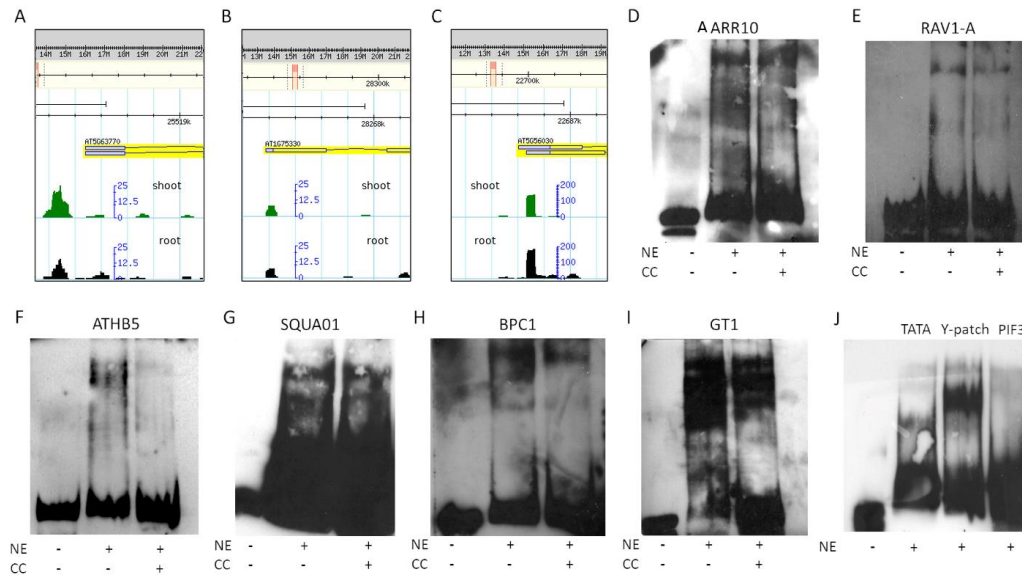 A
14M 15M 16M 17M 18M 19M 20M 21M 22
25519k
AT5G63770
25
shoot
12.5
0
25
root
12.5
0
B
M 13M 14M 15M 16M 17M 18M 19M 20M 21M 2
28300k
28268k
AT1G75330
25
shoot
12.5
0
25
root
12.5
0
C
12M 13M 14M 15M 16M 17M 18M 19M
22700k
22687k
AT5G56030
shoot
200
100
0
root
200
100
0
D
A ARR10
NE - + +
CC +
E
RAV1-A
NE - + +
CC +
F
ATHB5
NE - + +
CC - +
G
SQUA01
NE - + +
CC - +
H
BPC1
NE - + +
CC +
I
GT1
NE - + +
CC +
J
TATA Y-patch PIF3
NE - + + +